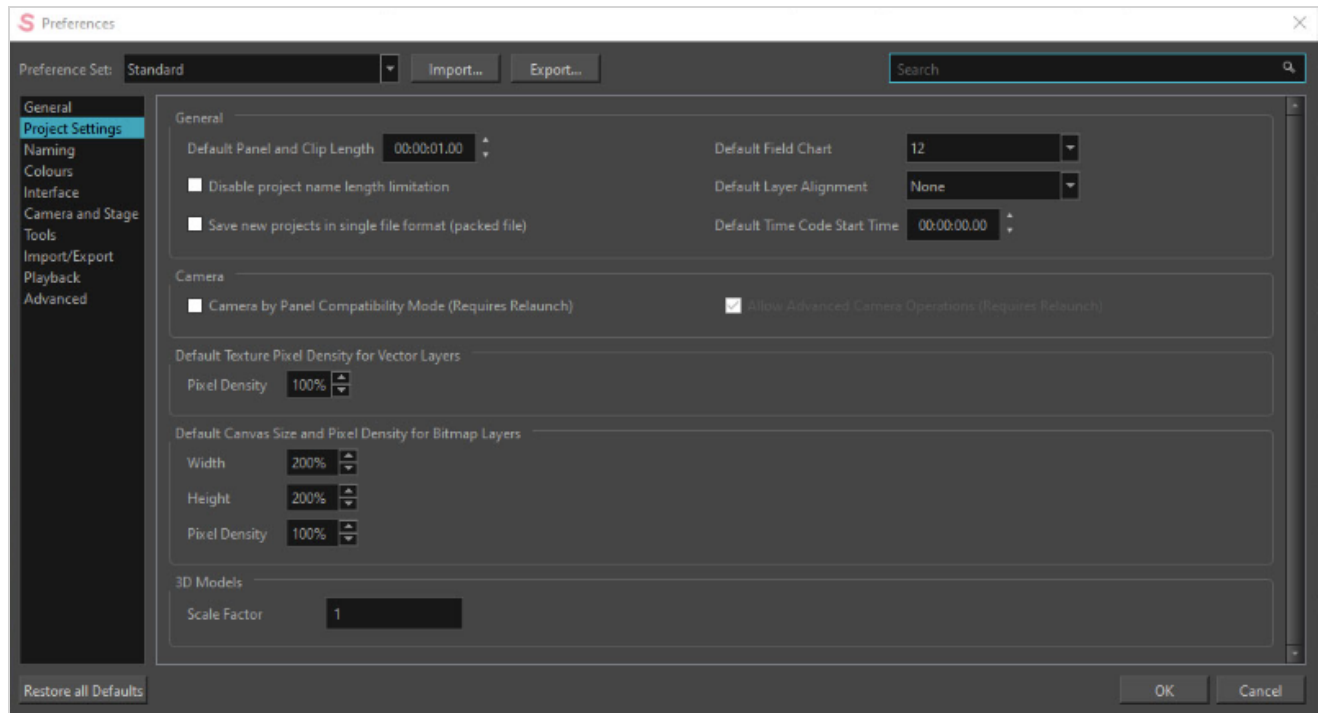 S Preferences
Preference Set: Standard Import... Export... Search
General
Project Settings
Naming
Colours
Interface
Camera and Stage
Tools
Import/Export
Playback
Advanced
General
Default Panel and Clip Length 00:00:01.00 Default Field Chart 12
Disable project name length limitation Default Layer Alignment None
Save new projects in single file format (packed file) Default Time Code Start Time 00:00:00.00
Camera
Camera by Panel Compatibility Mode (Requires Relaunch) Allow Advanced Camera Operations (Requires Relaunch)
Default Texture Pixel Density for Vector Layers
Pixel Density 100%
Default Canvas Size and Pixel Density for Bitmap Layers
Width 200%
Height 200%
Pixel Density 100%
3D Models
Scale Factor 1
Restore all Defaults OK Cancel